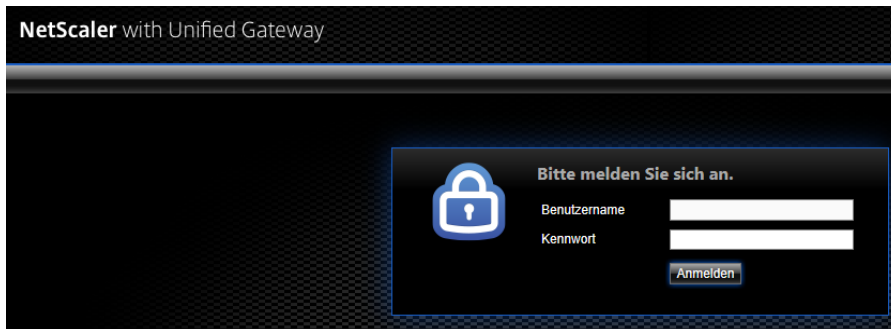 NetScaler with Unified Gateway
Bitte melden Sie sich an.
Benutzername
Kennwort
Anmelden